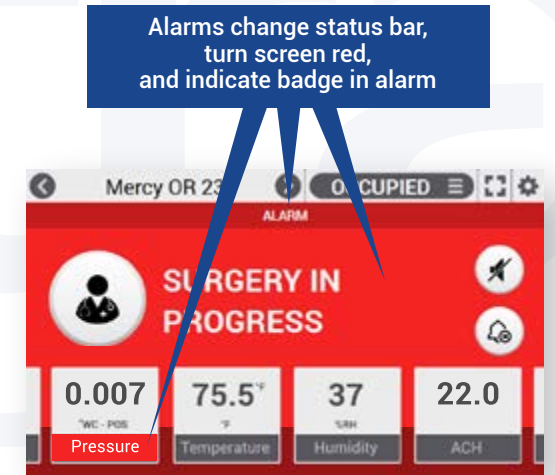 Alarms change status bar,
turn screen red,
and indicate badge in alarm
Mercy OR 23 OCCUPIED
ALARM
SURGERY IN
PROGRESS
0.007 75.5°F 37 22.0
"WC - POS °F %RH
Pressure Temperature Humidity ACH